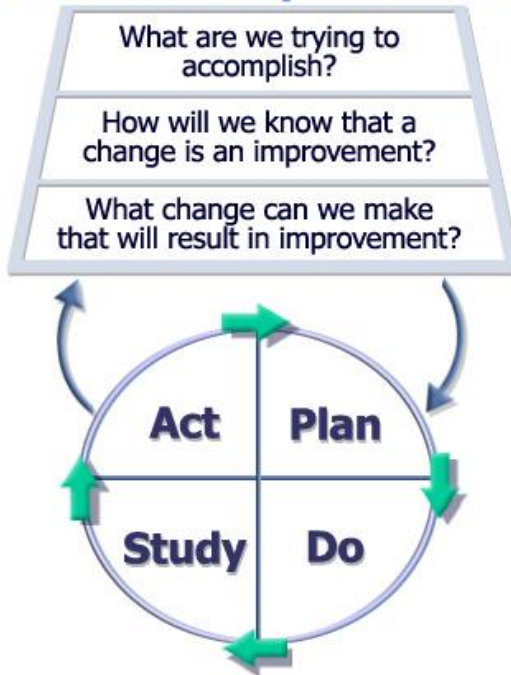 What are we trying to
accomplish?
How will we know that a
change is an improvement?
What change can we make
that will result in improvement?
Act
Plan
Study
Do